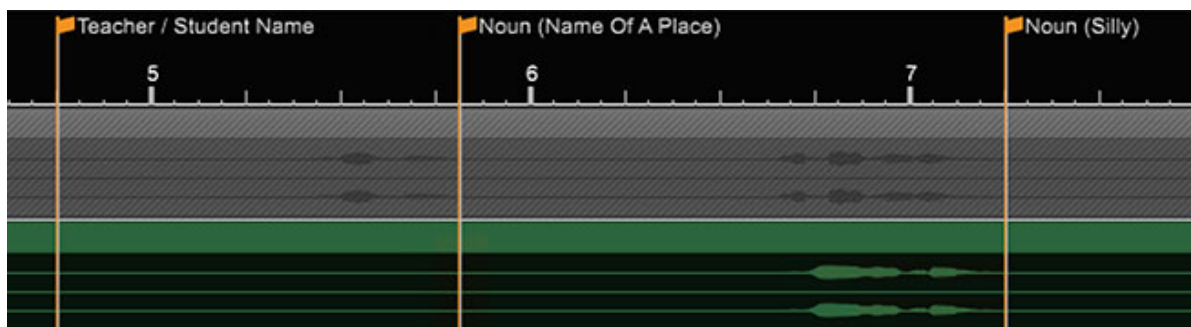 Teacher / Student Name
Noun (Name Of A Place)
Noun (Silly)
5
6
7